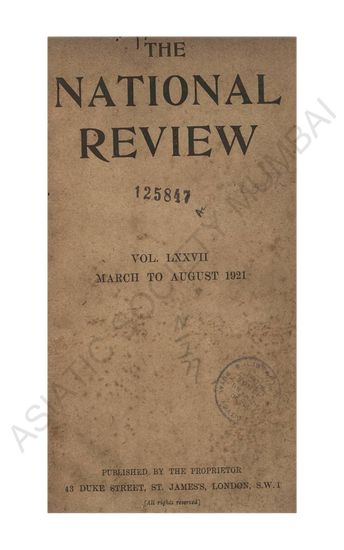 THE
NATIONAL
REVIEW
125847
VOL. LXXVII
MARCH TO AUGUST 1921
PUBLISHED BY THE PROPRIETOR
43 DUKE STREET, ST. JAMES'S, LONDON, S.W.1
[All rights reserved]
ASIATIC SOCIETY MUMBAI